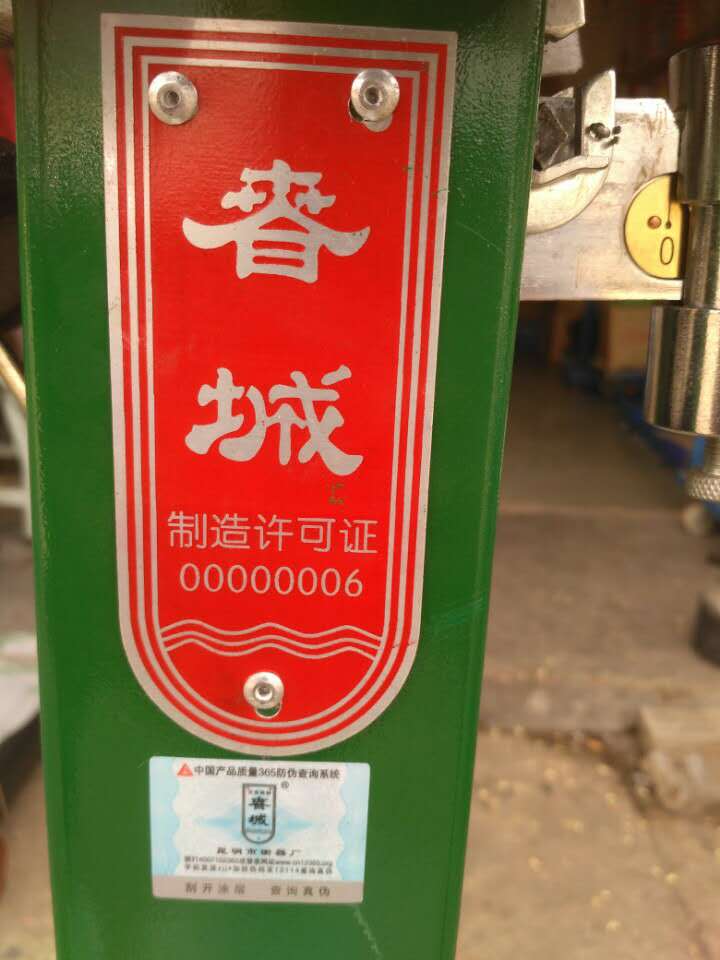 春
城
制造许可证
00000006
0
中国产品质量365防伪查询系统
®
春
城
昆明市衡器厂
刮开涂层 查询真伪